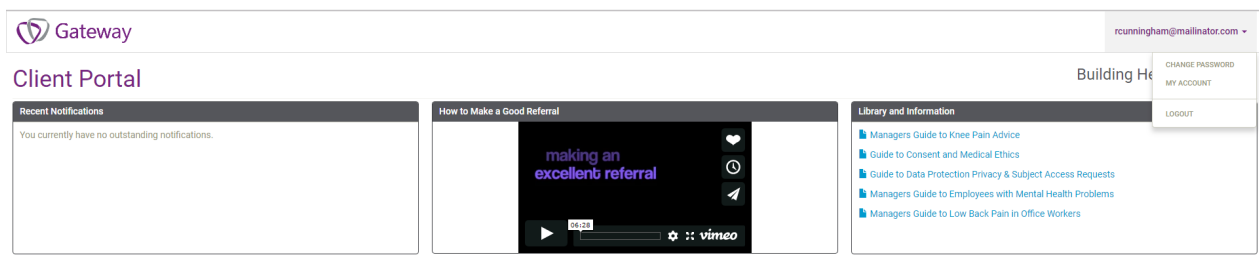 Gateway
rcunningham@mailinator.com
CHANGE PASSWORD
MY ACCOUNT
LOGOUT
Client Portal
Building He
Recent Notifications
You currently have no outstanding notifications.
How to Make a Good Referral
making an
excellent referral
06:28
vimeo
Library and Information
Managers Guide to Knee Pain Advice
Guide to Consent and Medical Ethics
Guide to Data Protection Privacy & Subject Access Requests
Managers Guide to Employees with Mental Health Problems
Managers Guide to Low Back Pain in Office Workers